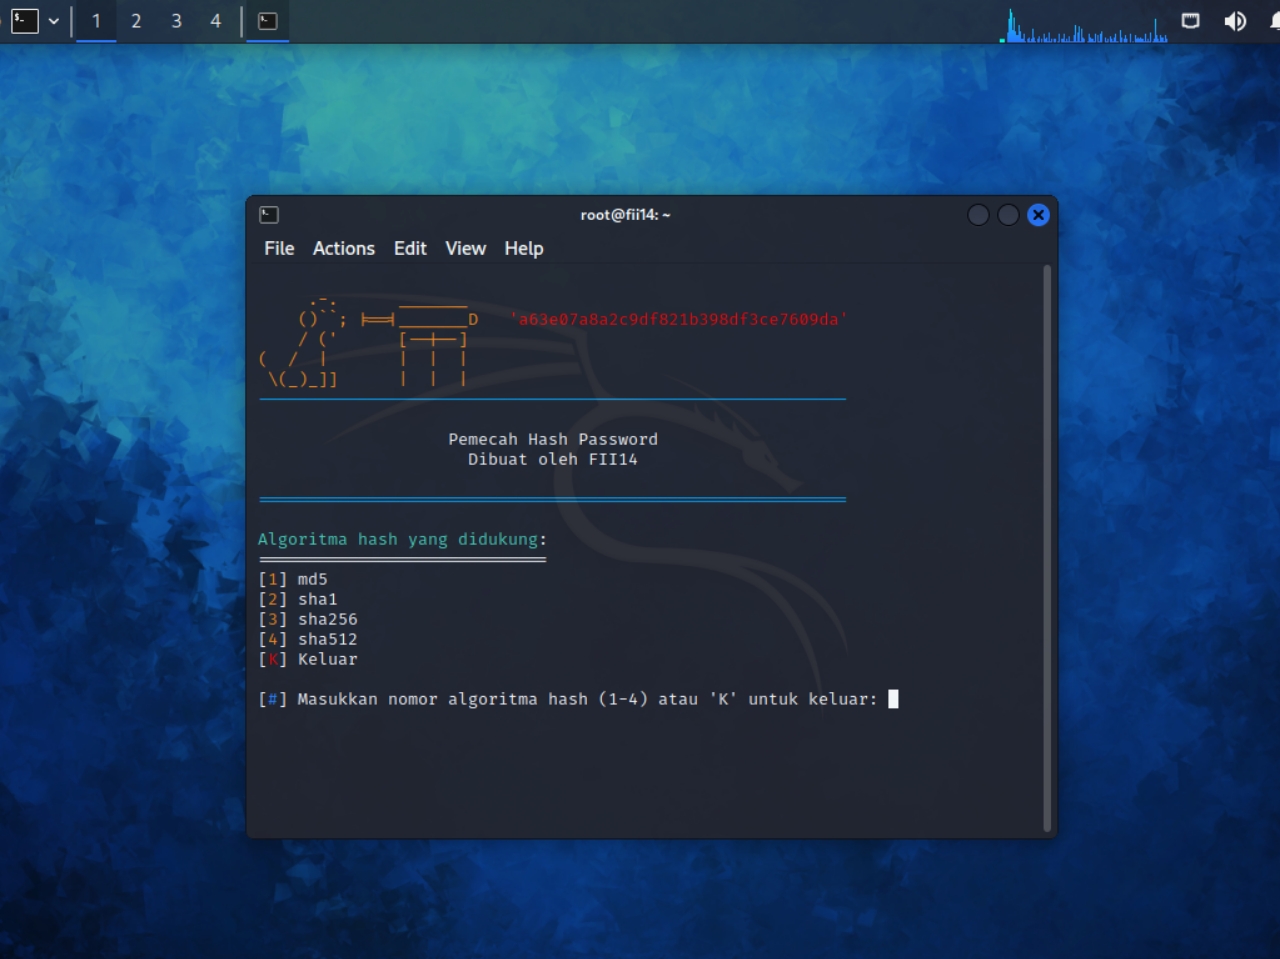 1 2 3 4
root@fii14: ~
File Actions Edit View Help
'a63e07a8a2c9df821b398df3ce7609da'
Pemecah Hash Password
Dibuat oleh FII14
Algoritma hash yang didukung:
[1] md5
[2] sha1
[3] sha256
[4] sha512
[K] Keluar
[#] Masukkan nomor algoritma hash (1-4) atau 'K' untuk keluar: